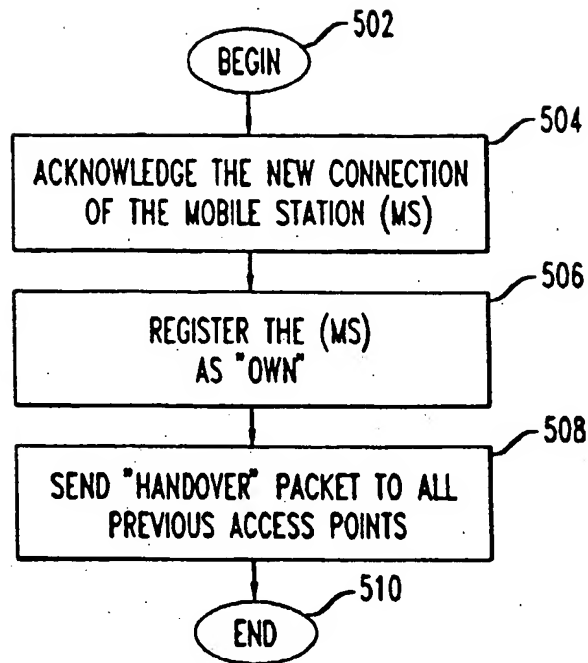 502
BEGIN
504
ACKNOWLEDGE THE NEW CONNECTION
OF THE MOBILE STATION (MS)
506
REGISTER THE (MS)
AS "OWN"
508
SEND "HANDOVER" PACKET TO ALL
PREVIOUS ACCESS POINTS
510
END